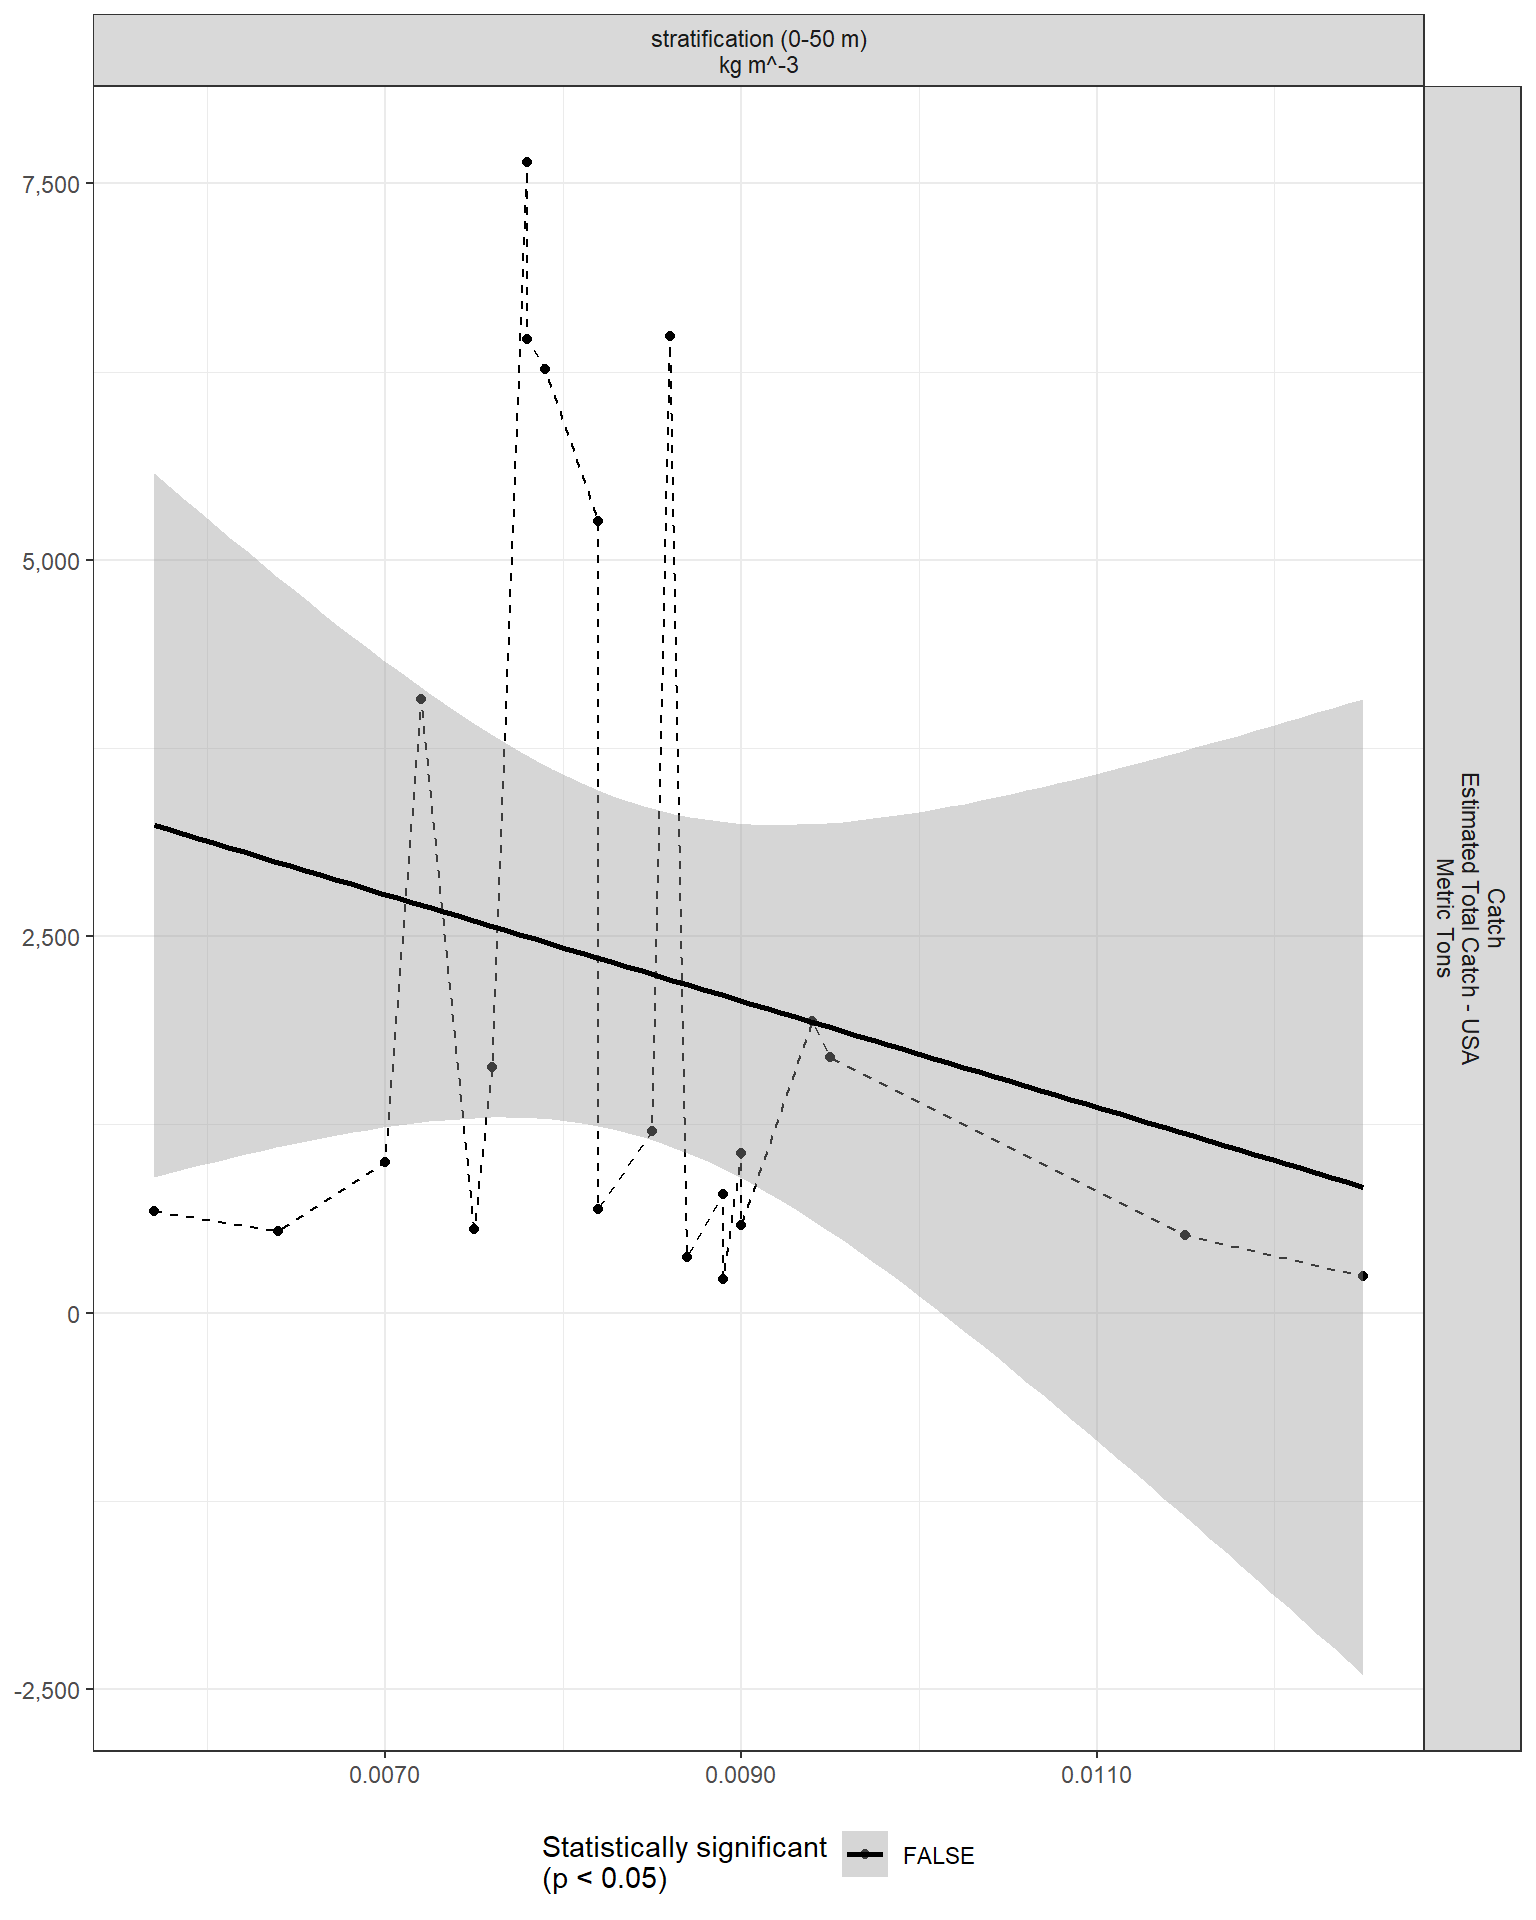 stratification (0-50 m)
kg m^-3
7,500
5,000
2,500
0
-2,500
Catch
Estimated Total Catch - USA
Metric Tons
0.0070
0.0090
0.0110
Statistically significant
(p < 0.05)
FALSE